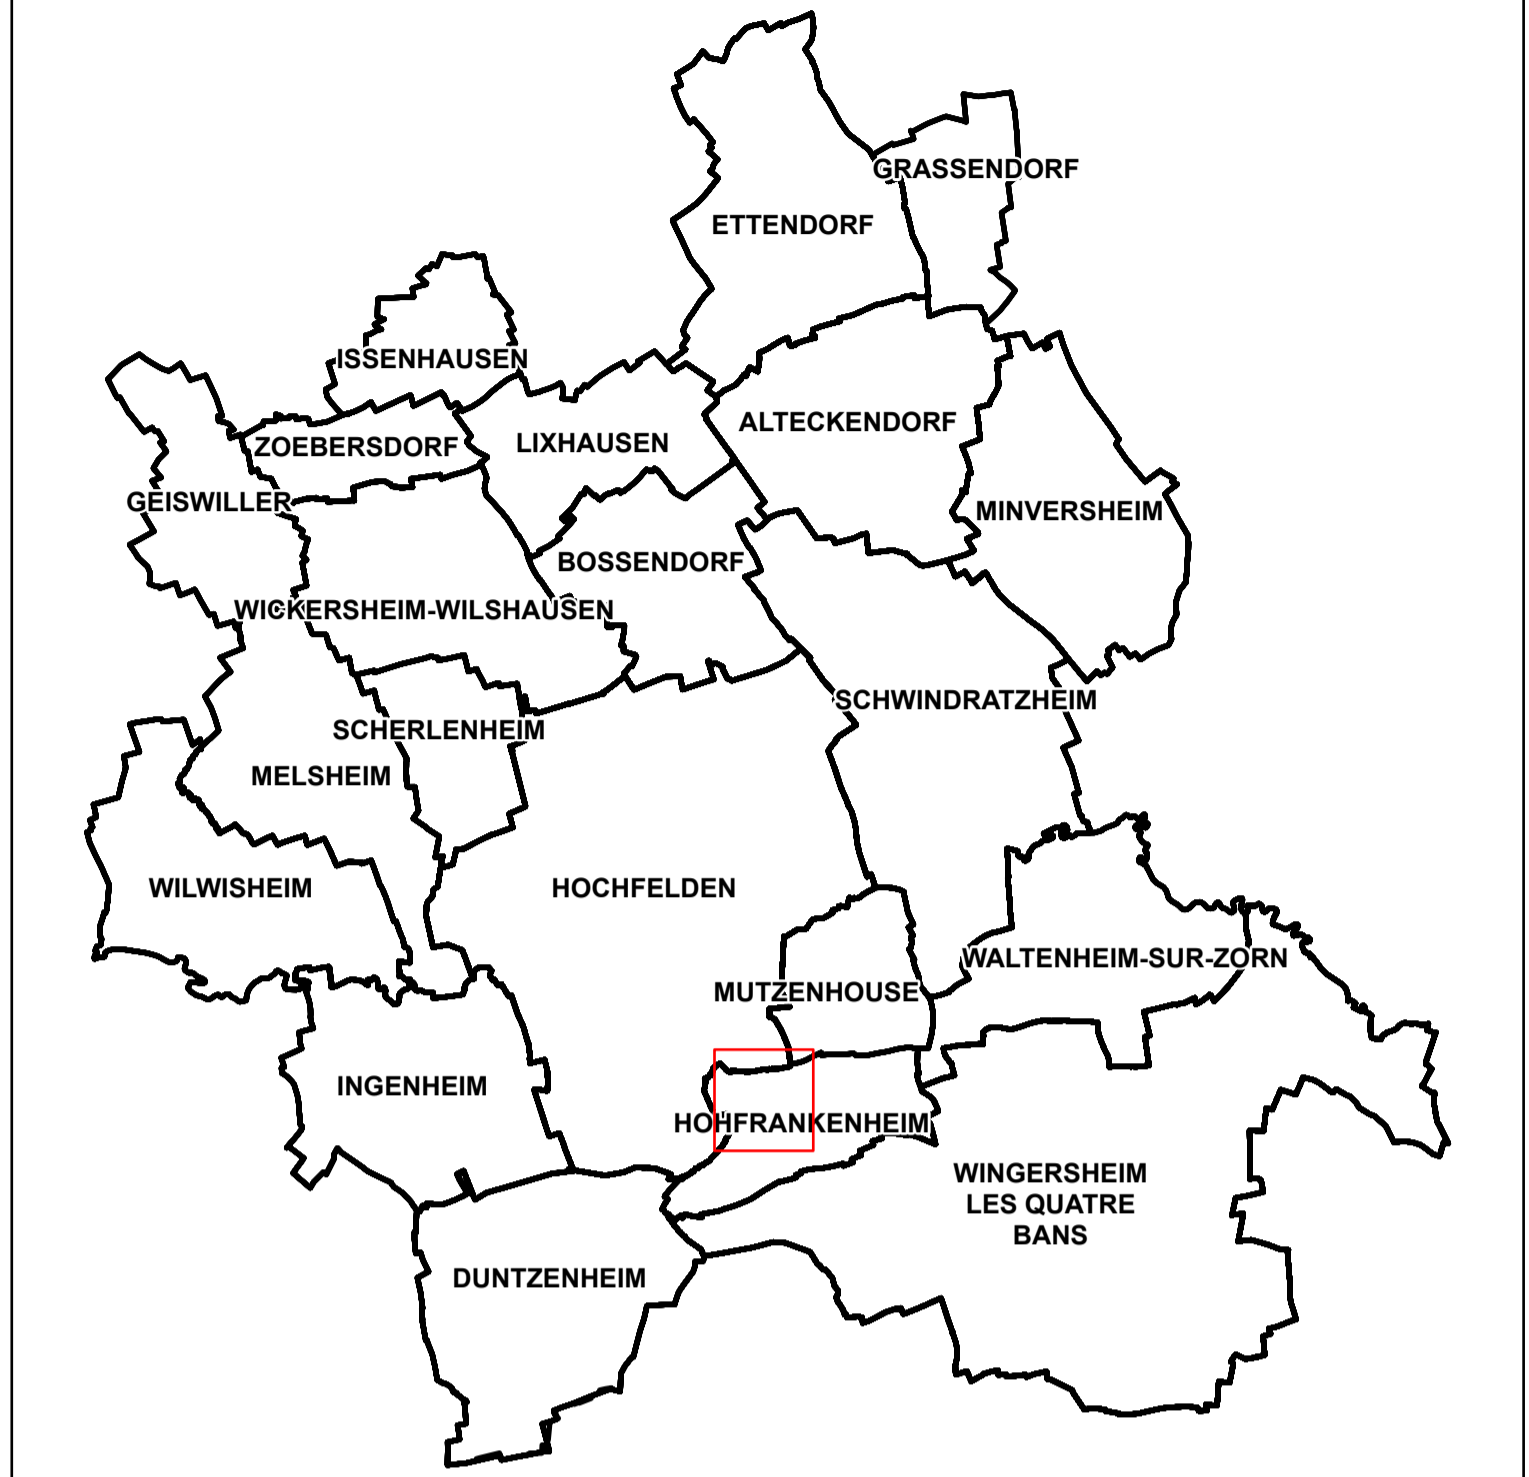 GRASSENDORF
ETTENDORF
ISSENHAUSEN
ALTECKENDORF
ZOEBERSDORF
LIXHAUSEN
GEISWILLER
MINVERSHEIM
BOSSENDORF
WICKERSHEIM-WILSHAUSEN
SCHWINDRATZHEIM
SCHERLENHEIM
MELSHEIM
WILWISHEIM
HOCHFELDEN
WALTENHEIM-SUR-ZORN
MUTZENHOUSE
INGENHEIM
HOHFRANKENHEIM
WINGERSHEIM
LES QUATRE
BANS
DUNTZENHEIM